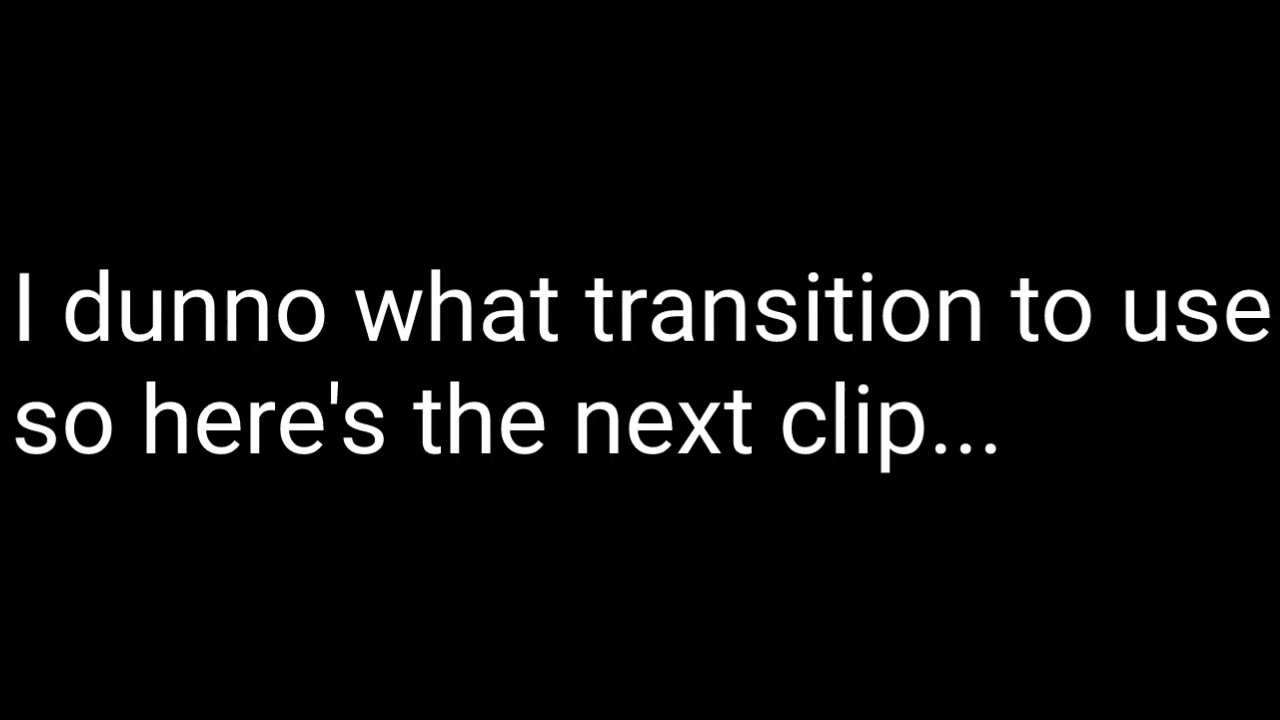 I dunno what transition to use
so here's the next clip...